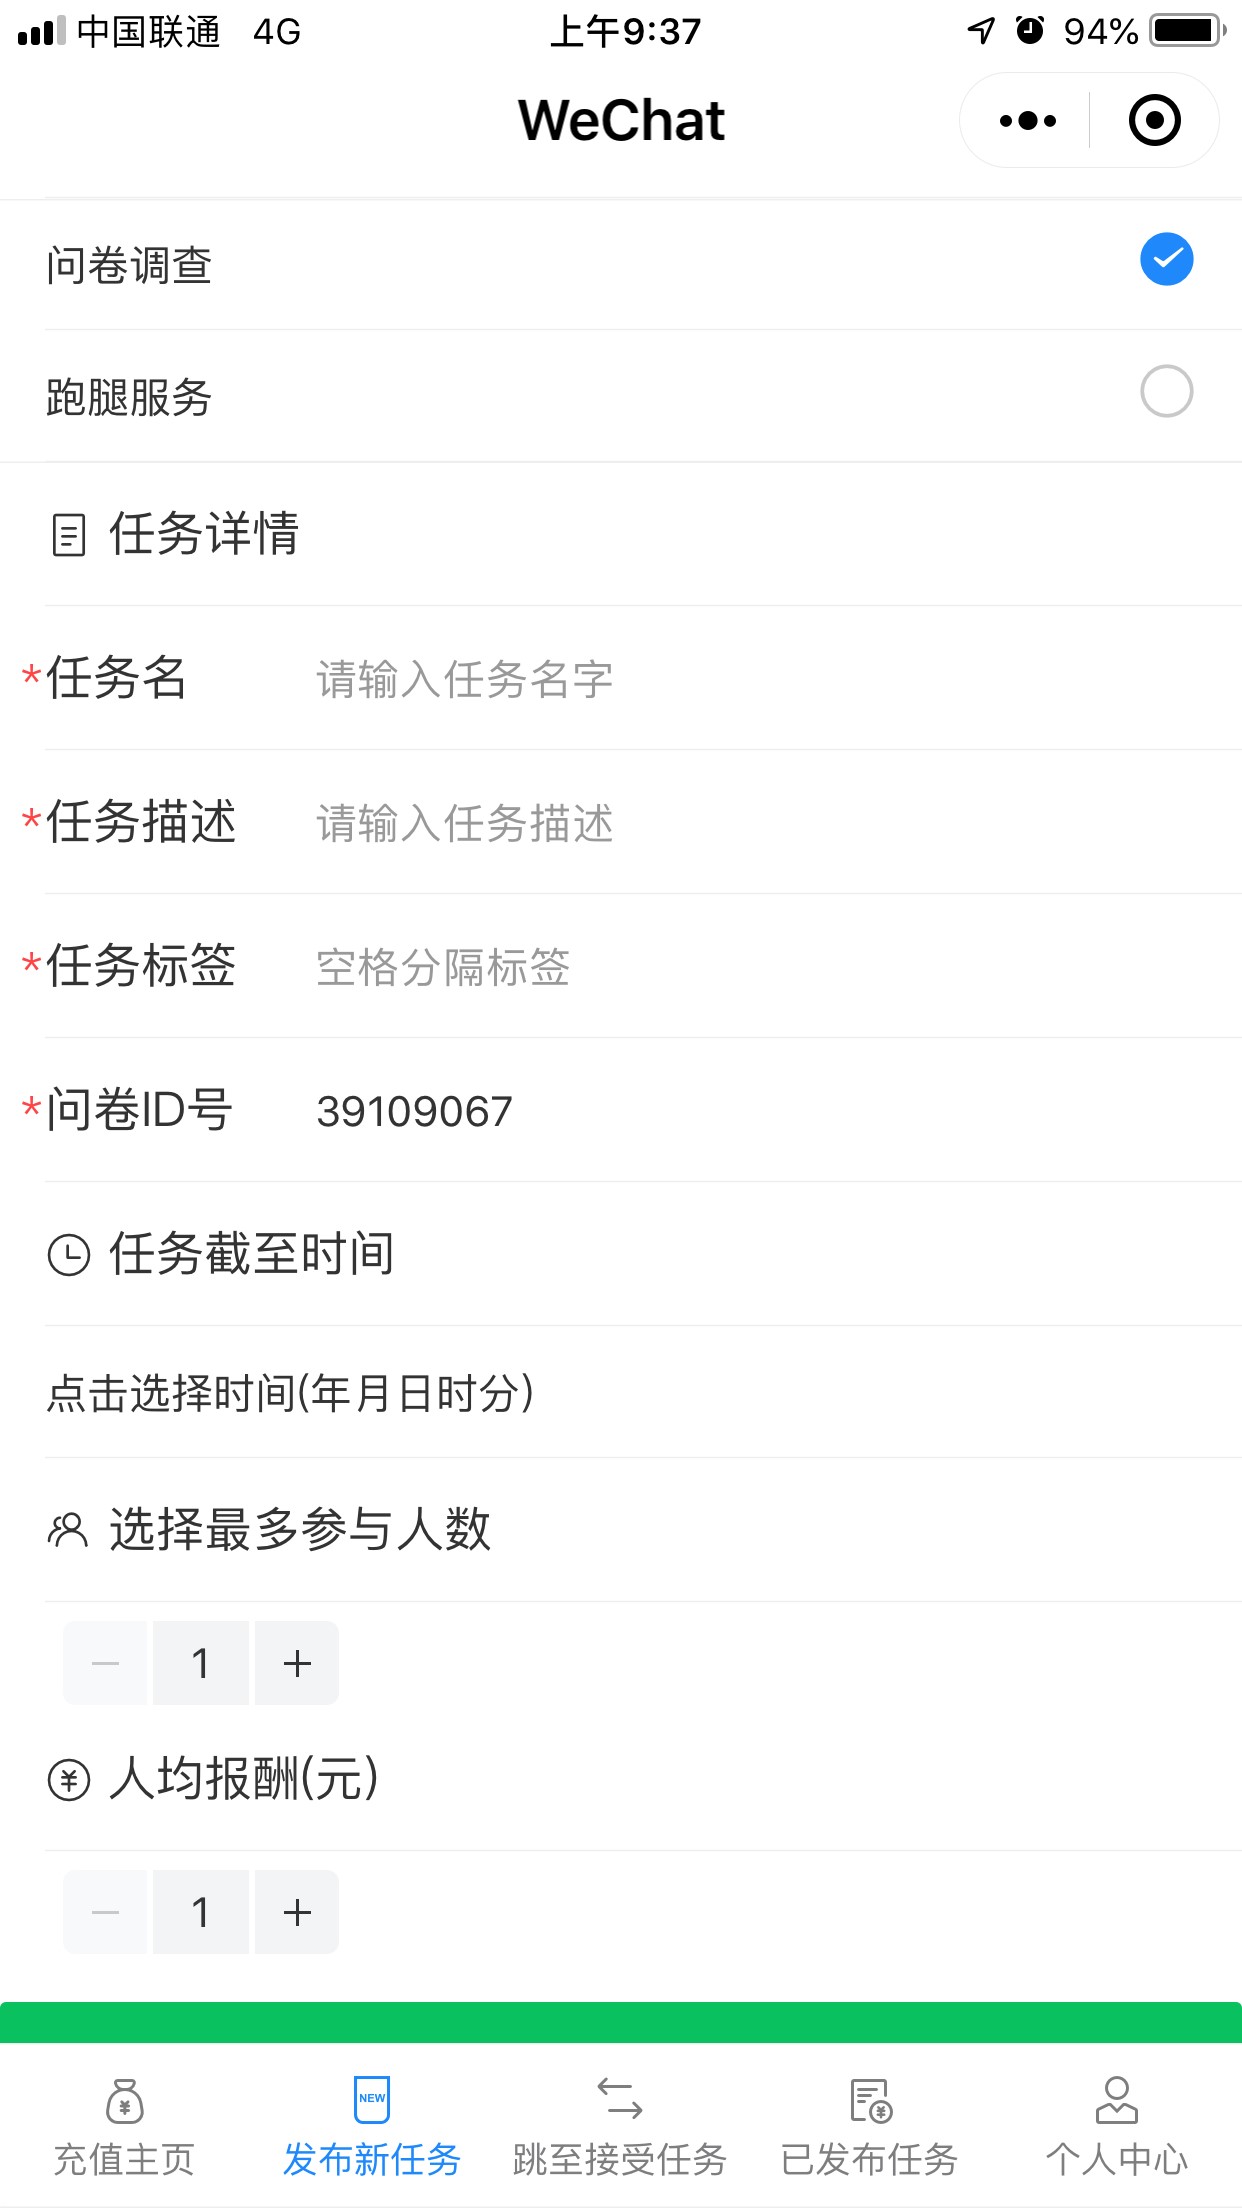 中国联通 4G 上午9:37 94%
WeChat
问卷调查
跑腿服务
任务详情
*任务名 请输入任务名字
*任务描述 请输入任务描述
*任务标签 空格分隔标签
*问卷ID号 39109067
任务截至时间
点击选择时间(年月日时分)
选择最多参与人数
— 1 +
¥ 人均报酬(元)
— 1 +
¥ NEW ¥
充值主页 发布新任务 跳至接受任务 已发布任务 个人中心